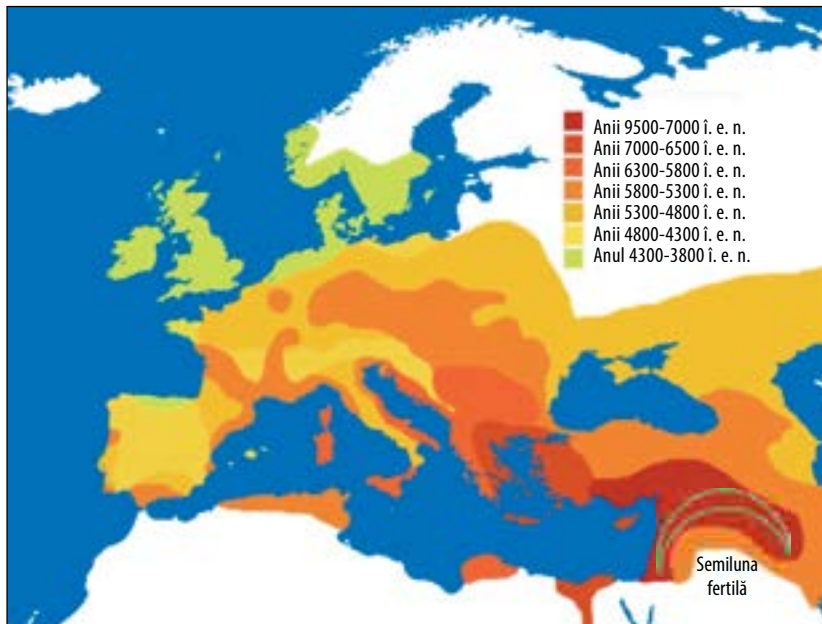 Anii 9500-7000 î. e. n.
Anii 7000-6500 î. e. n.
Anii 6300-5800 î. e. n.
Anii 5800-5300 î. e. n.
Anii 5300-4800 î. e. n.
Anii 4800-4300 î. e. n.
Anul 4300-3800 î. e. n.
Semiluna
fertilă